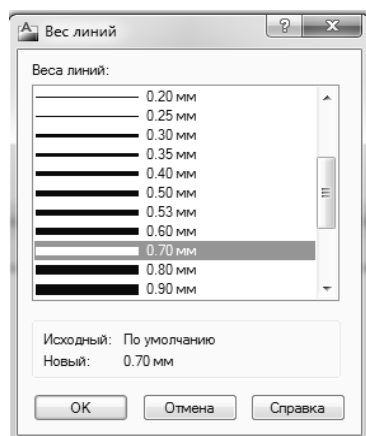 Вес линий
Веса линий:
0.20 мм
0.25 мм
0.30 мм
0.35 мм
0.40 мм
0.50 мм
0.53 мм
0.60 мм
0.70 мм
0.80 мм
0.90 мм
Исходный: По умолчанию
Новый: 0.70 мм
OK Отмена Справка